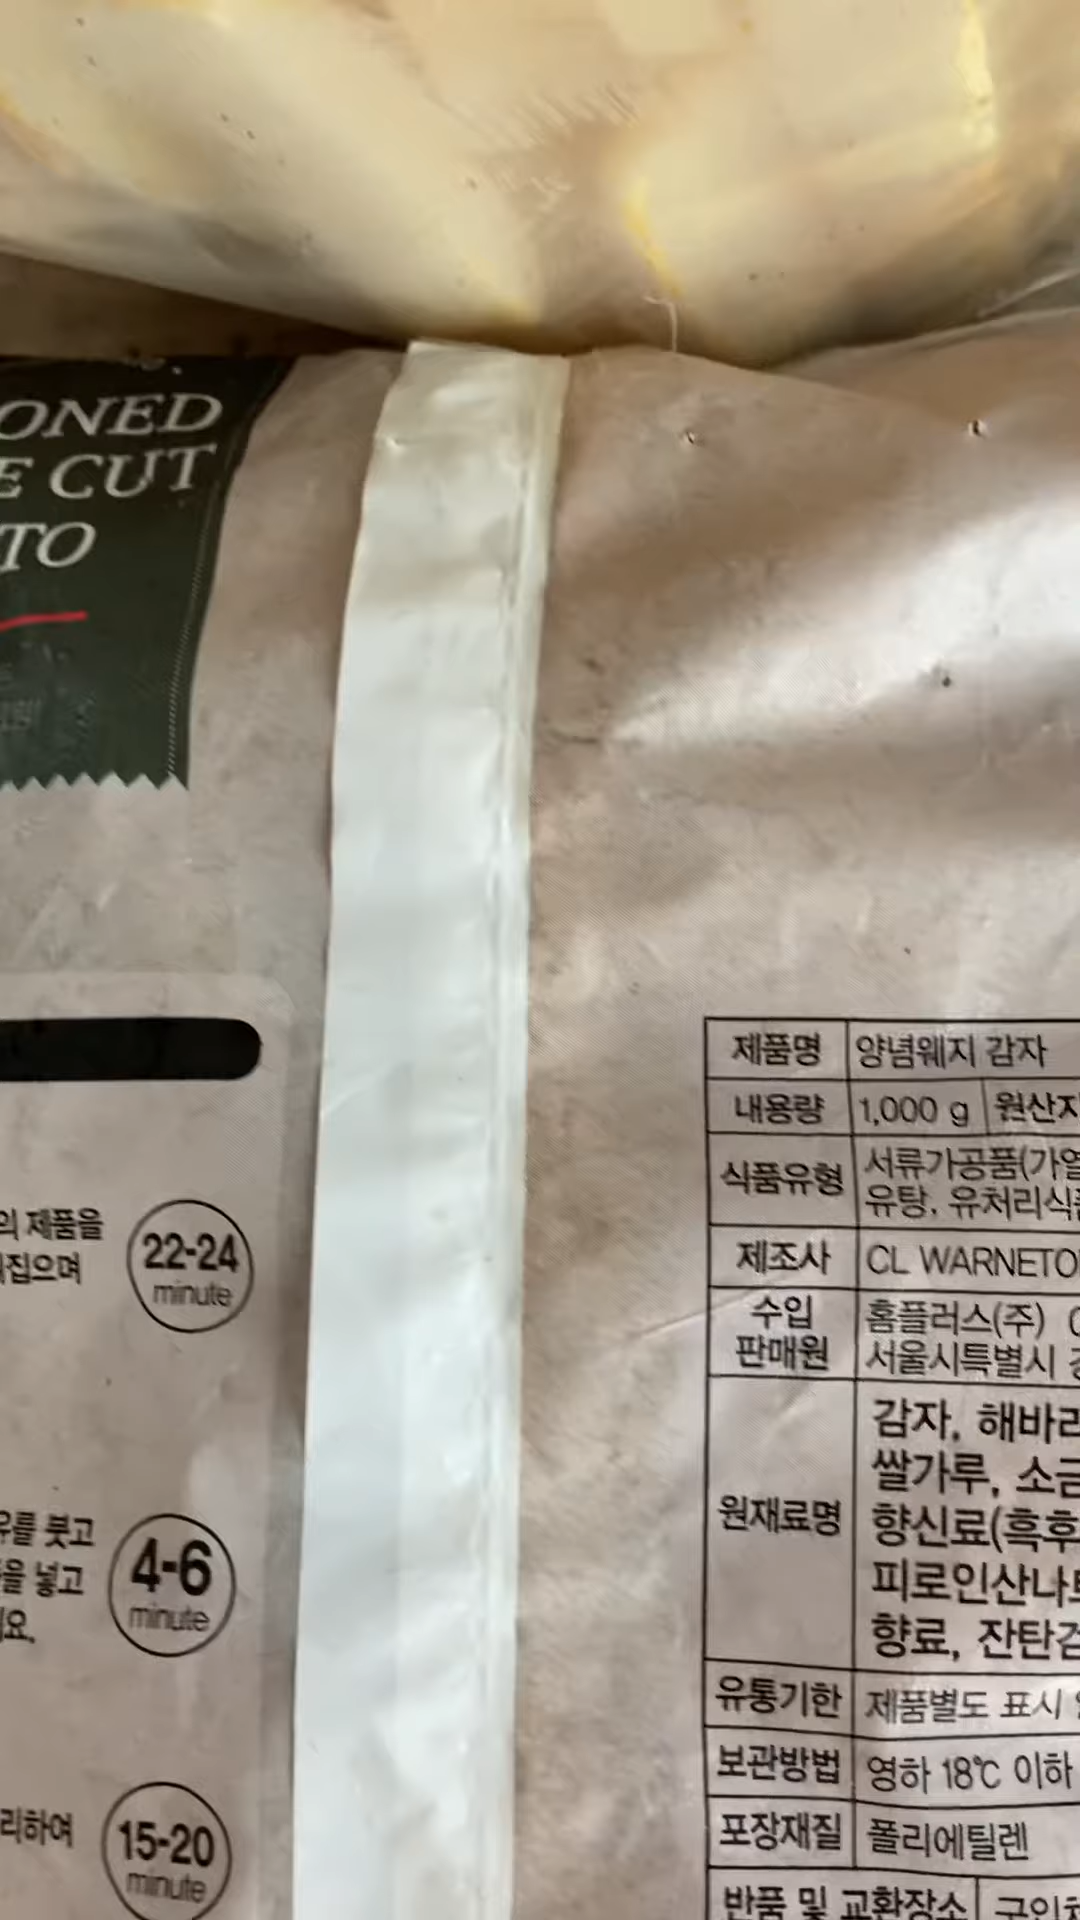 ONED
E CUT
TO
의 제품을
집으며
22-24
minute
유를 붓고
을 넣고
요.
4-6
minute
리하여
15-20
minute
제품명 양념웨지 감자
내용량 1,000 g 원산지
식품유형 서류가공품(가열
유탕, 유처리식품
제조사 CL WARNETO
수입
판매원
홈플러스(주)
서울시특별시
원재료명
감자, 해바라
쌀가루, 소금
향신료(흑후
피로인산나트
향료, 잔탄검
유통기한 제품별도 표시
보관방법 영하 18℃ 이하
포장재질 폴리에틸렌
반품 및 교환장소 구입처